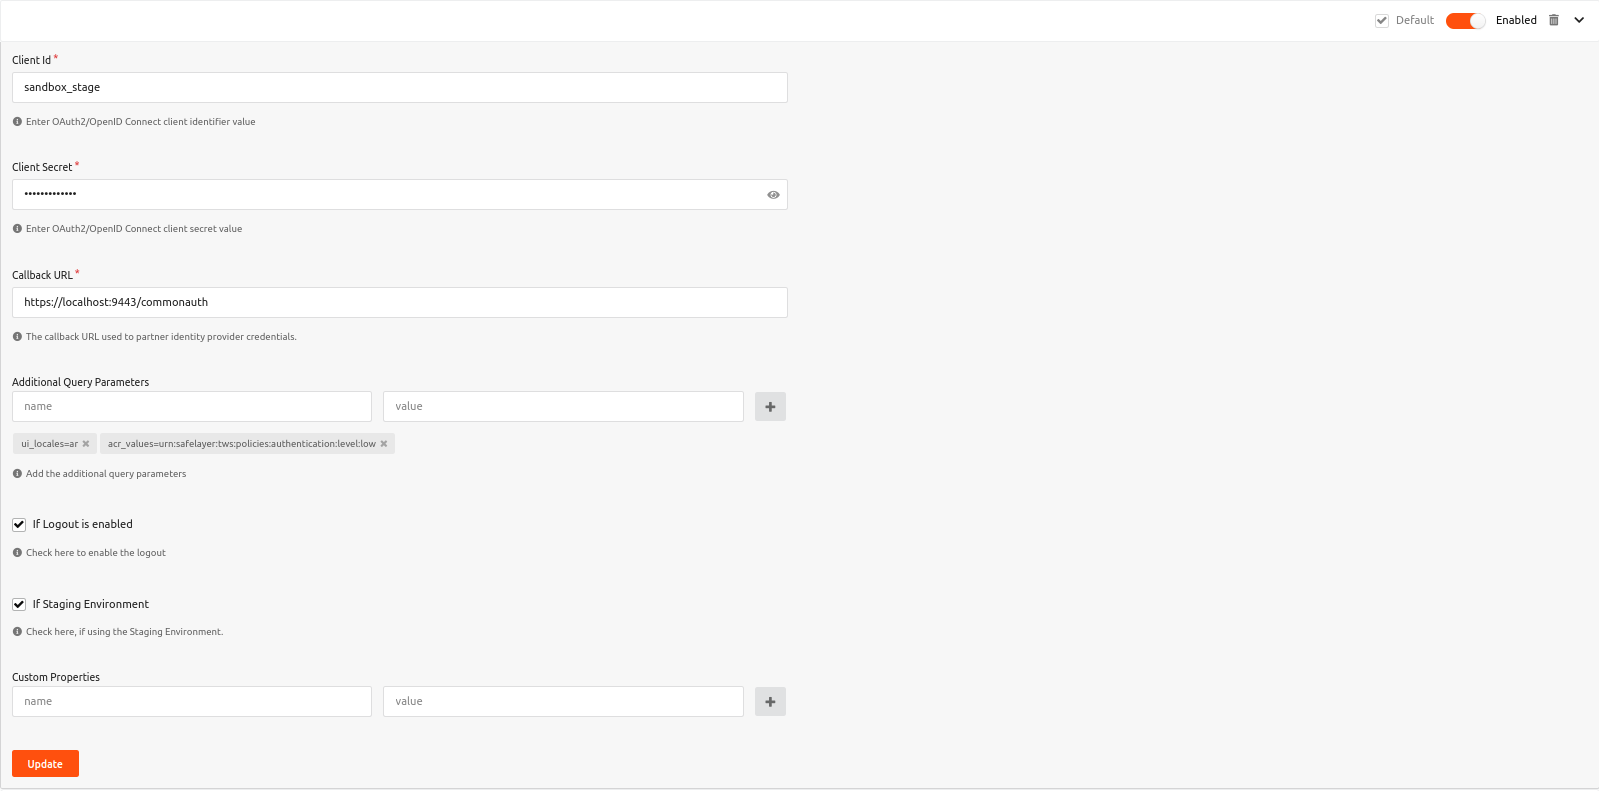 Default Enabled
Client Id *
sandbox_stage
Enter OAuth2/OpenID Connect client identifier value
Client Secret *
•••••••••••••
Enter OAuth2/OpenID Connect client secret value
Callback URL *
https://localhost:9443/commonauth
The callback URL used to partner identity provider credentials.
Additional Query Parameters
name value
ui_locales=ar acr_values=urn:safelayer:tws:policies:authentication:level:low
Add the additional query parameters
If Logout is enabled
Check here to enable the logout
If Staging Environment
Check here, if using the Staging Environment.
Custom Properties
name value
Update